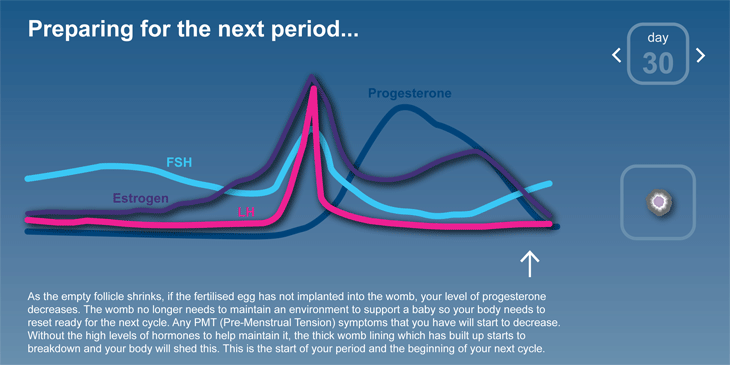 Preparing for the next period...
day
30
Progesterone
FSH
Estrogen
LH
As the empty follicle shrinks, if the fertilised egg has not implanted into the womb, your level of progesterone
decreases. The womb no longer needs to maintain an environment to support a baby so your body needs to
reset ready for the next cycle. Any PMT (Pre-Menstrual Tension) symptoms that you have will start to decrease.
Without the high levels of hormones to help maintain it, the thick womb lining which has built up starts to
breakdown and your body will shed this. This is the start of your period and the beginning of your next cycle.